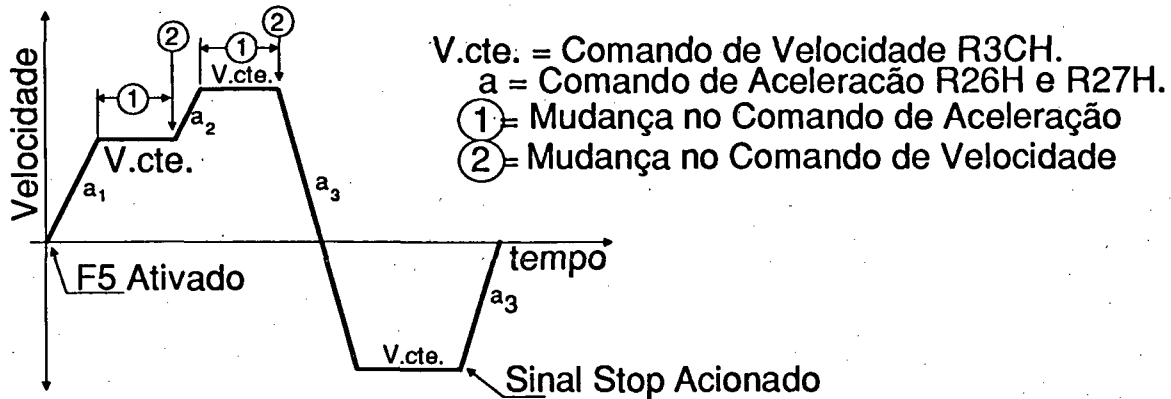 2
2
1
1
V.cte.
V.cte. = Comando de Velocidade R3CH.
a = Comando de Aceleracão R26H e R27H.
1 = Mudança no Comando de Aceleração
2 = Mudança no Comando de Velocidade
Velocidade
a2
V.cte.
a1
a3
tempo
F5 Ativado
a3
V.cte.
Sinal Stop Acionado